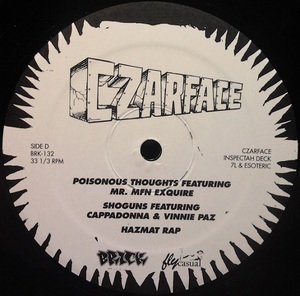 CZARFACE
SIDE D
BRK-132
33 1/3 RPM
CZARFACE
INSPECTAH DECK
7L & ESOTERIC
POISONOUS THOUGHTS FEATURING
MR. MFN EXQUIRE
SHOGUNS FEATURING
CAPPADONNA & VINNIE PAZ
HAZMAT RAP
BRICK
fly casual